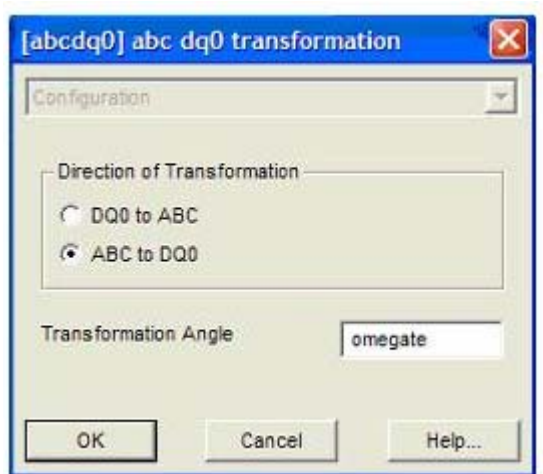 [abcdq0] abc dq0 transformation
Configuration
Direction of Transformation
DQ0 to ABC
ABC to DQ0
Transformation Angle
omegate
OK
Cancel
Help...